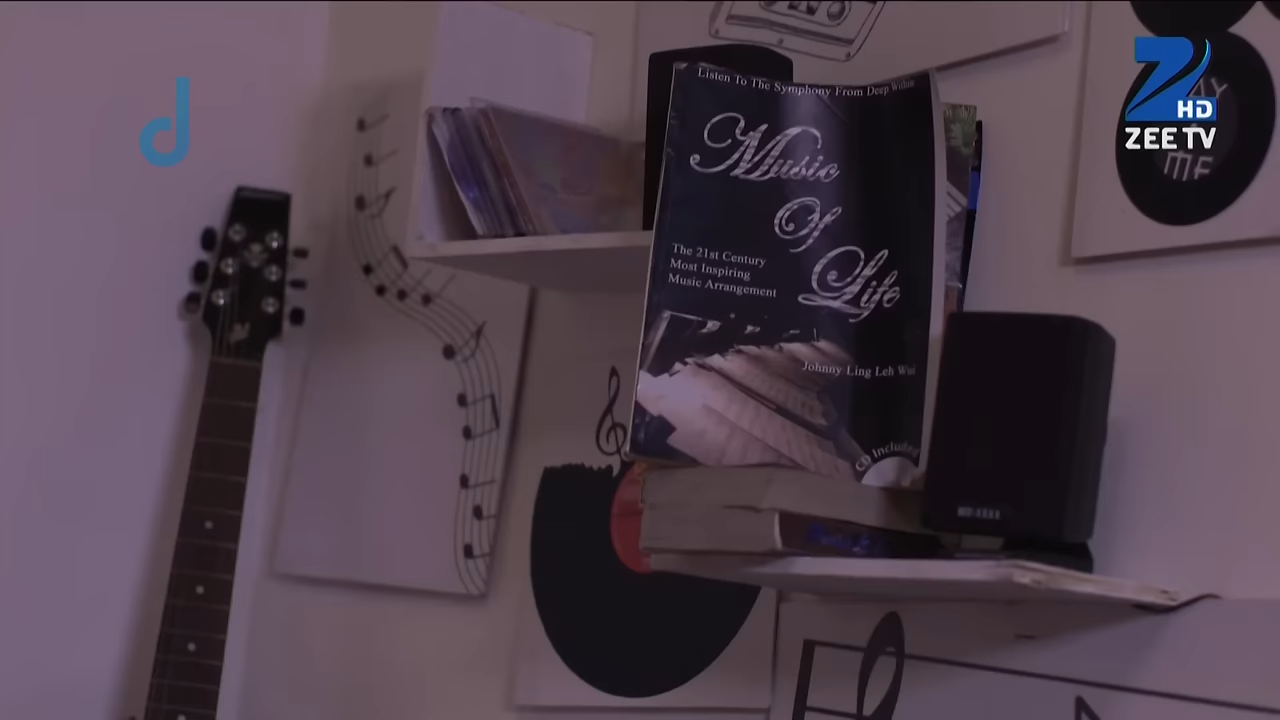 Listen To The Symphony From Deep Within
Music
Of
Life
The 21st Century
Most Inspiring
Music Arrangement
Johnny Ling Leh
CD Included
d
Z
HD
ZEE TV
ME